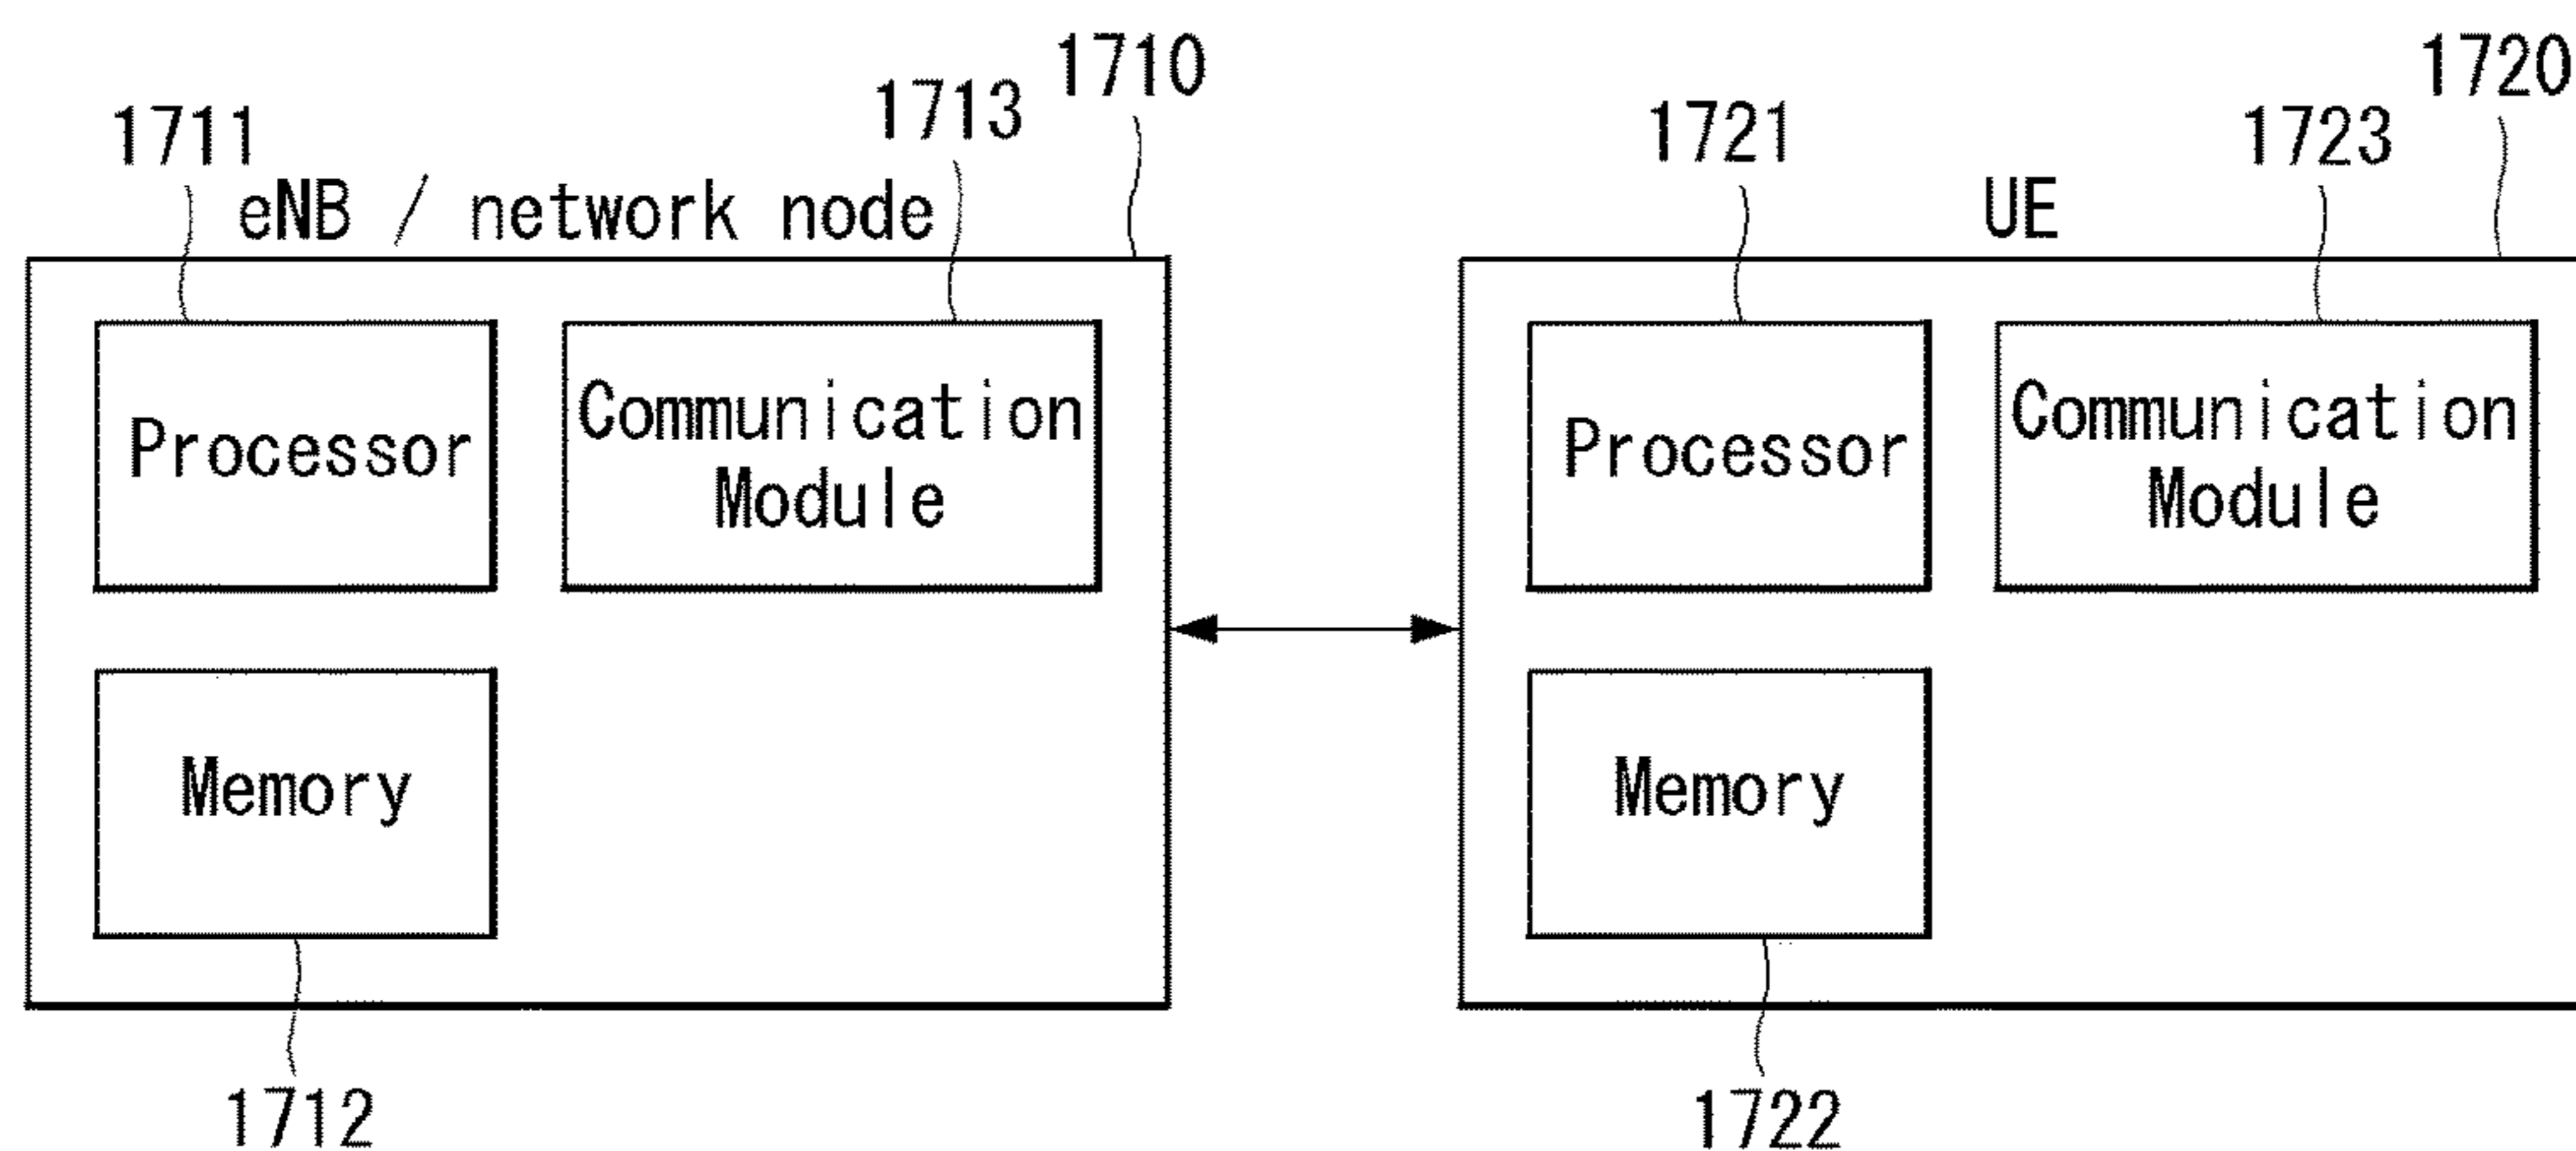 1710
1720
1711
1713
1721
1723
eNB / network node
UE
Processor
Communication
Module
Processor
Communication
Module
Memory
Memory
1712
1722